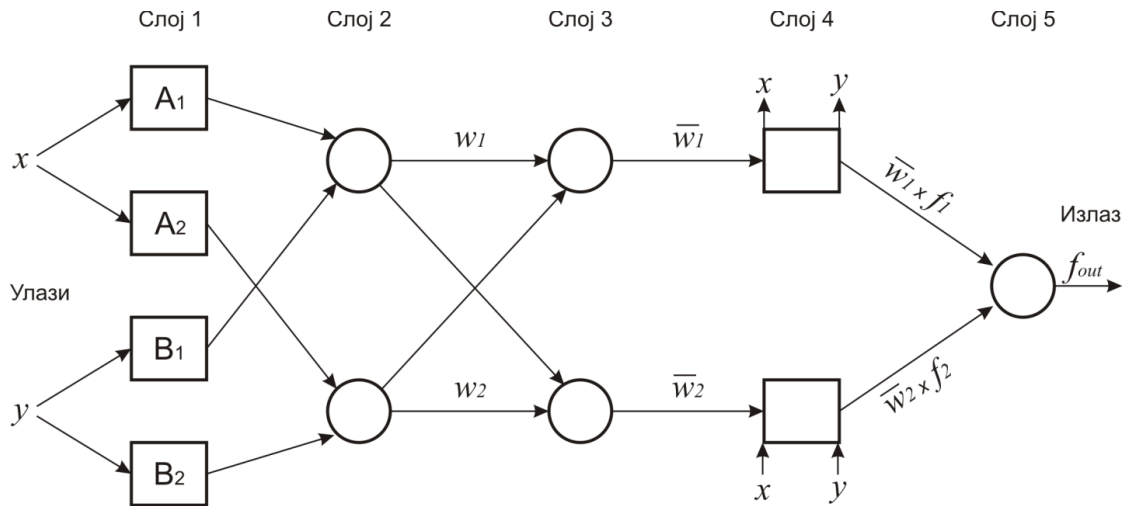 Слој 1 Слој 2 Слој 3 Слој 4 Слој 5
x y
A1
w1 w̅1
x
w̅1 x f1
A2
Излаз
fout
Улази
B1
w2 w̅2
w̅2 x f2
y
B2
x y